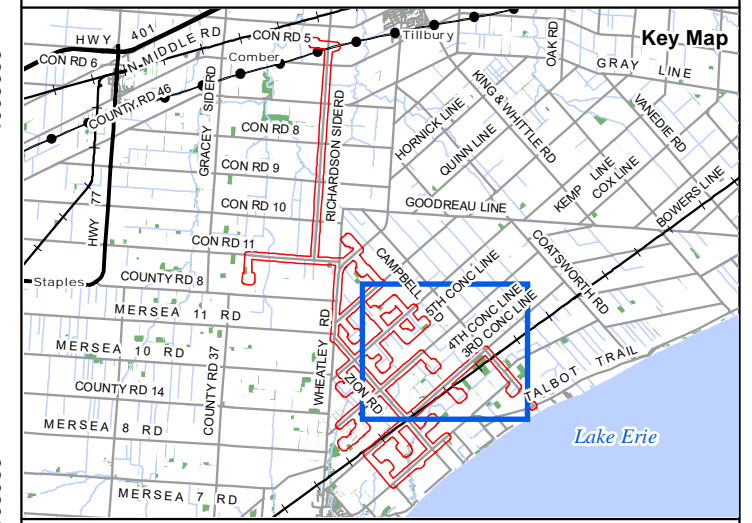 Key Map
HWY 401
CON RD 5
Tillbury
OAK RD
CON RD 6
N MIDDLE RD
Comber
GRAY LINE
COUNTY RD 46
GRACEY SIDERD
RICHARDSON SIDERD
HORNICK LINE
KING & WHITTLE RD
VANEDIE RD
CON RD 8
QUINN LINE
CON RD 9
KEMP LINE
COX LINE
BOWERS LINE
CON RD 10
GOODREAU LINE
HWY 77
CON RD 11
COATSWORTH RD
Staples
COUNTY RD 8
CAMPBELL RD
5TH CONC LINE
4TH CONC LINE
3RD CONC LINE
MERSEA 11 RD
WHEATLEY RD
MERSEA 10 RD
COUNTY RD 37
TALBOT TRAIL
COUNTY RD 14
ZION RD
MERSEA 8 RD
Lake Erie
MERSEA 7 RD